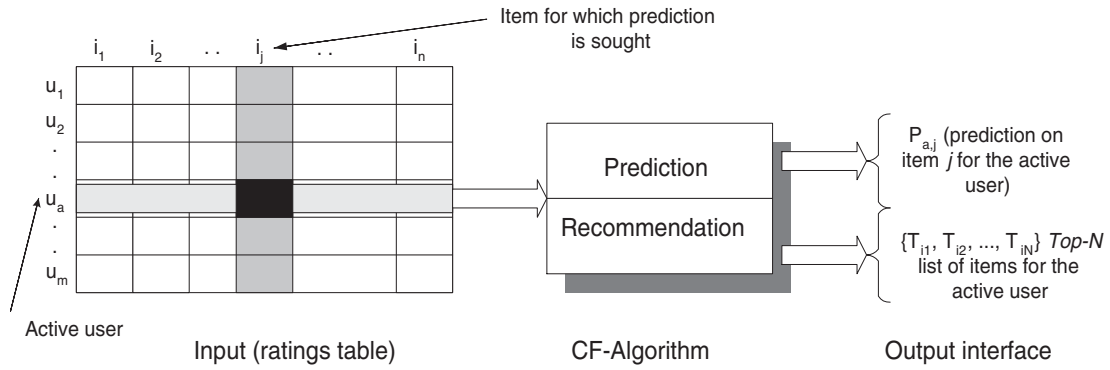 Item for which prediction
is sought
i1 i2 . . ij . . in
u1
u2
.
.
ua
.
.
um
Active user
Input (ratings table)
Prediction
Recommendation
CF-Algorithm
Pa,j (prediction on
item j for the active
user)
{Ti1, Ti2, ..., TiN} Top-N
list of items for the
active user
Output interface